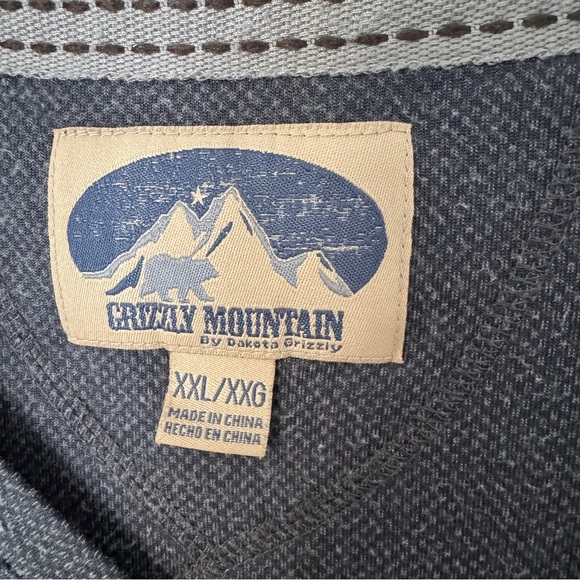 GRIZZLY MOUNTAIN
By Dakota Grizzly
XXL/XXG
MADE IN CHINA
HECHO EN CHINA